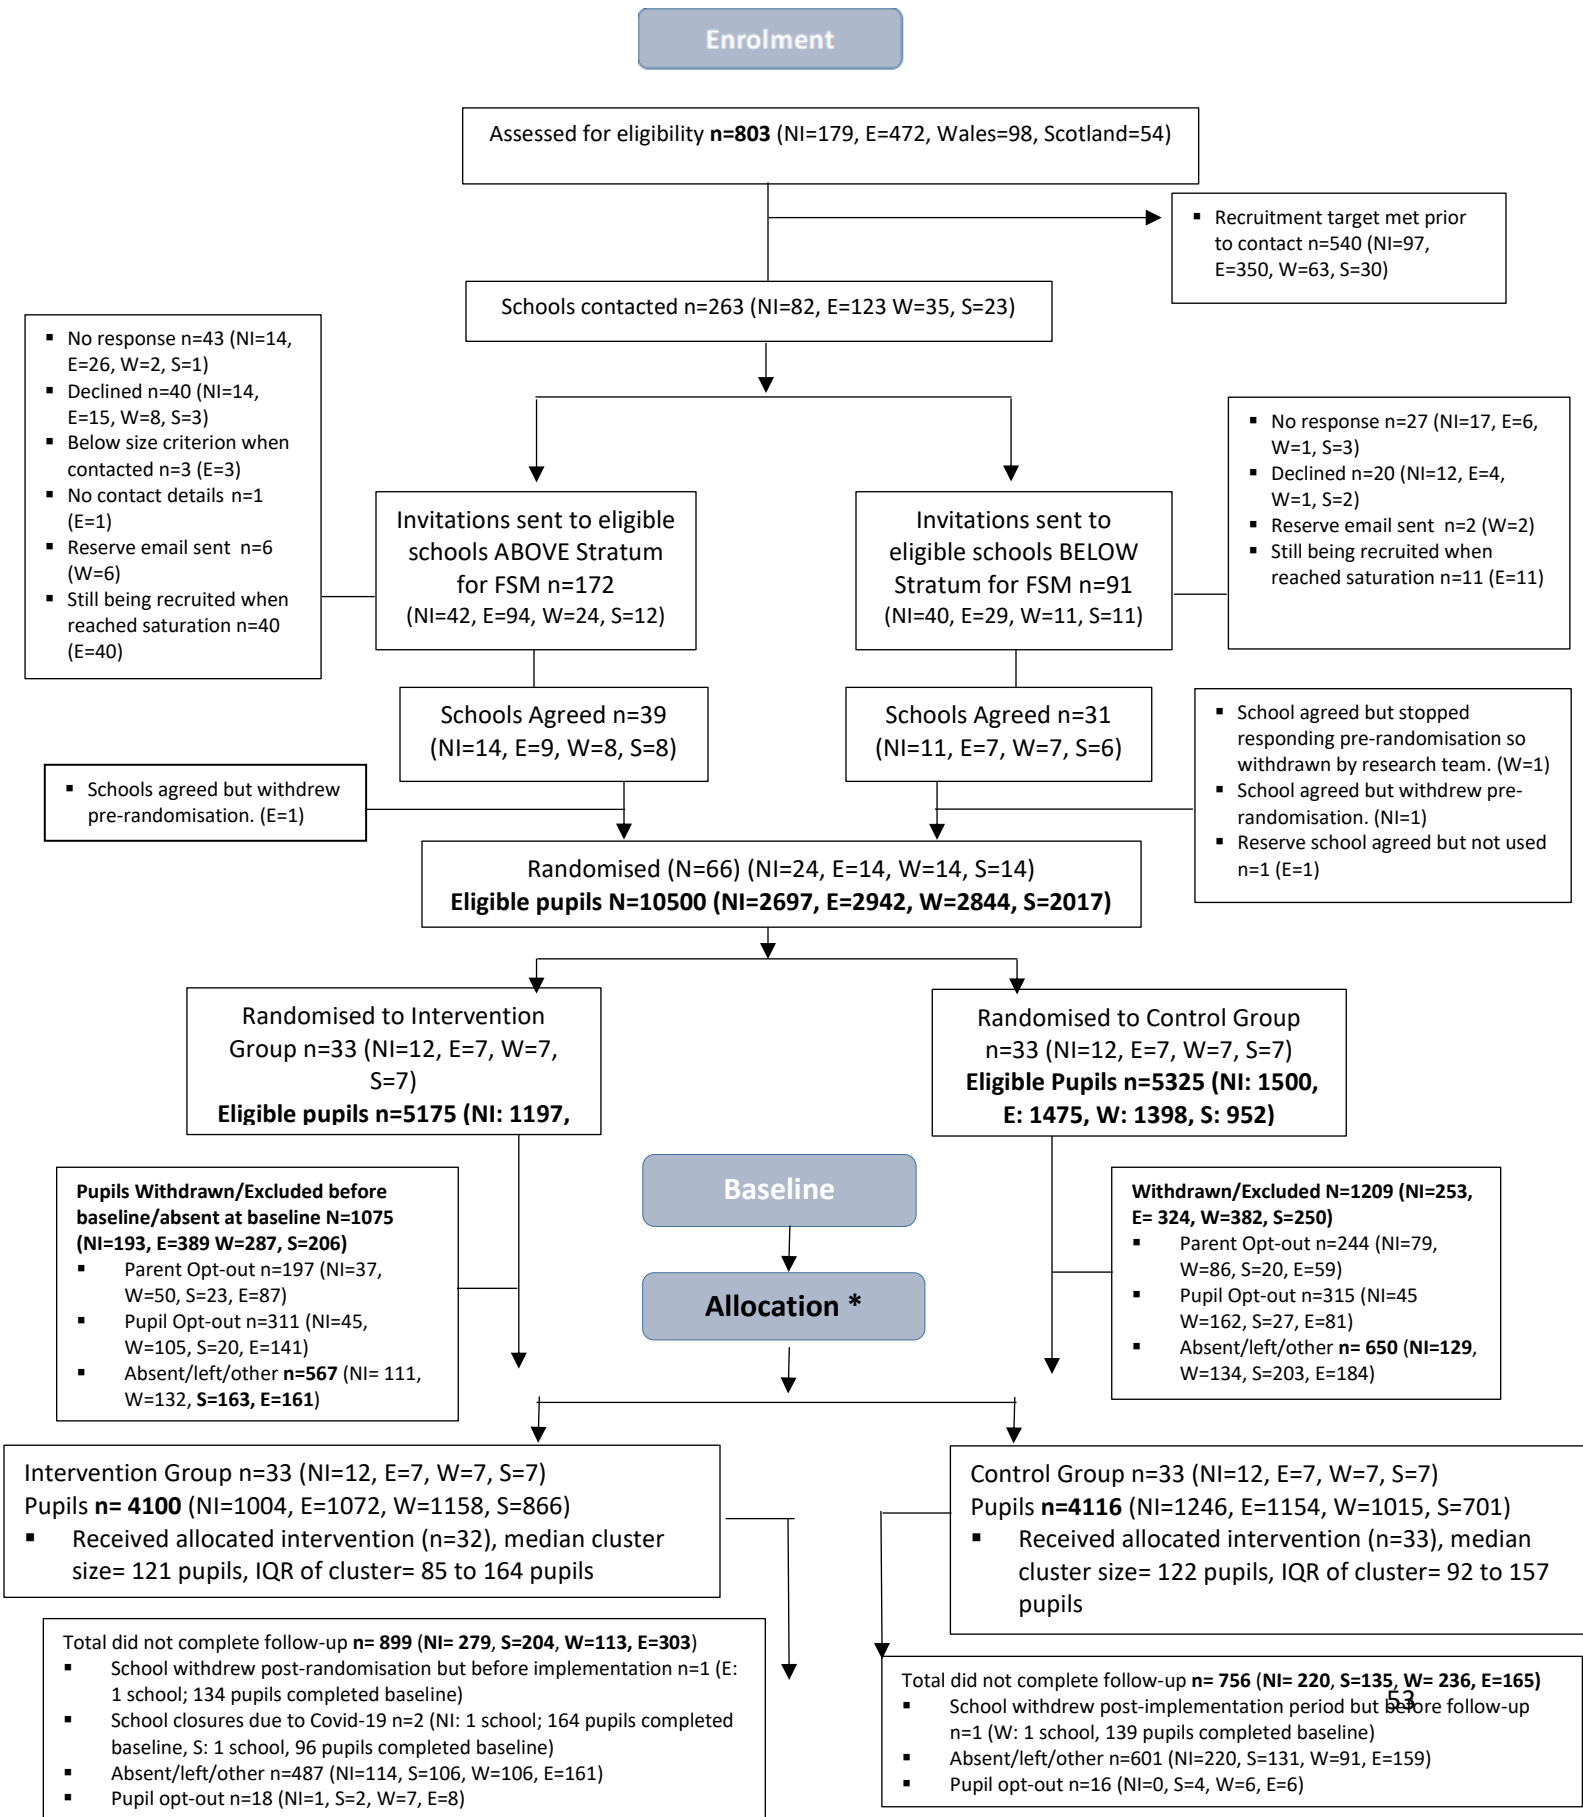 Enrolment
Assessed for eligibility n=803 (NI=179, E=472, Wales=98, Scotland=54)
▪ Recruitment target met prior
to contact n=540 (NI=97,
E=350, W=63, S=30)
Schools contacted n=263 (NI=82, E=123 W=35, S=23)
▪ No response n=43 (NI=14,
E=26, W=2, S=1)
▪ Declined n=40 (NI=14,
E=15, W=8, S=3)
▪ Below size criterion when
contacted n=3 (E=3)
▪ No contact details n=1
(E=1)
▪ Reserve email sent n=6
(W=6)
▪ Still being recruited when
reached saturation n=40
(E=40)
Invitations sent to eligible
schools ABOVE Stratum
for FSM n=172
(NI=42, E=94, W=24, S=12)
Invitations sent to
eligible schools BELOW
Stratum for FSM n=91
(NI=40, E=29, W=11, S=11)
▪ No response n=27 (NI=17, E=6,
W=1, S=3)
▪ Declined n=20 (NI=12, E=4,
W=1, S=2)
▪ Reserve email sent n=2 (W=2)
▪ Still being recruited when
reached saturation n=11 (E=11)
Schools Agreed n=39
(NI=14, E=9, W=8, S=8)
Schools Agreed n=31
(NI=11, E=7, W=7, S=6)
▪ Schools agreed but withdrew
pre-randomisation. (E=1)
▪ School agreed but stopped
responding pre-randomisation so
withdrawn by research team. (W=1)
▪ School agreed but withdrew pre-
randomisation. (NI=1)
▪ Reserve school agreed but not used
n=1 (E=1)
Randomised (N=66) (NI=24, E=14, W=14, S=14)
Eligible pupils N=10500 (NI=2697, E=2942, W=2844, S=2017)
Randomised to Intervention
Group n=33 (NI=12, E=7, W=7,
S=7)
Eligible pupils n=5175 (NI: 1197,
Randomised to Control Group
n=33 (NI=12, E=7, W=7, S=7)
Eligible Pupils n=5325 (NI: 1500,
E: 1475, W: 1398, S: 952)
Pupils Withdrawn/Excluded before
baseline/absent at baseline N=1075
(NI=193, E=389 W=287, S=206)
▪ Parent Opt-out n=197 (NI=37,
W=50, S=23, E=87)
▪ Pupil Opt-out n=311 (NI=45,
W=105, S=20, E=141)
▪ Absent/left/other n=567 (NI= 111,
W=132, S=163, E=161)
Baseline
Allocation *
Withdrawn/Excluded N=1209 (NI=253,
E= 324, W=382, S=250)
▪ Parent Opt-out n=244 (NI=79,
W=86, S=20, E=59)
▪ Pupil Opt-out n=315 (NI=45
W=162, S=27, E=81)
▪ Absent/left/other n= 650 (NI=129,
W=134, S=203, E=184)
Intervention Group n=33 (NI=12, E=7, W=7, S=7)
Pupils n= 4100 (NI=1004, E=1072, W=1158, S=866)
▪ Received allocated intervention (n=32), median cluster
size= 121 pupils, IQR of cluster= 85 to 164 pupils
Control Group n=33 (NI=12, E=7, W=7, S=7)
Pupils n=4116 (NI=1246, E=1154, W=1015, S=701)
▪ Received allocated intervention (n=33), median
cluster size= 122 pupils, IQR of cluster= 92 to 157
pupils
Total did not complete follow-up n= 899 (NI= 279, S=204, W=113, E=303)
▪ School withdrew post-randomisation but before implementation n=1 (E:
1 school; 134 pupils completed baseline)
▪ School closures due to Covid-19 n=2 (NI: 1 school; 164 pupils completed
baseline, S: 1 school, 96 pupils completed baseline)
▪ Absent/left/other n=487 (NI=114, S=106, W=106, E=161)
▪ Pupil opt-out n=18 (NI=1, S=2, W=7, E=8)
Total did not complete follow-up n= 756 (NI= 220, S=135, W= 236, E=165)
▪ School withdrew post-implementation period but before follow-up
n=1 (W: 1 school, 139 pupils completed baseline)
▪ Absent/left/other n=601 (NI=220, S=131, W=91, E=159)
▪ Pupil opt-out n=16 (NI=0, S=4, W=6, E=6)
53